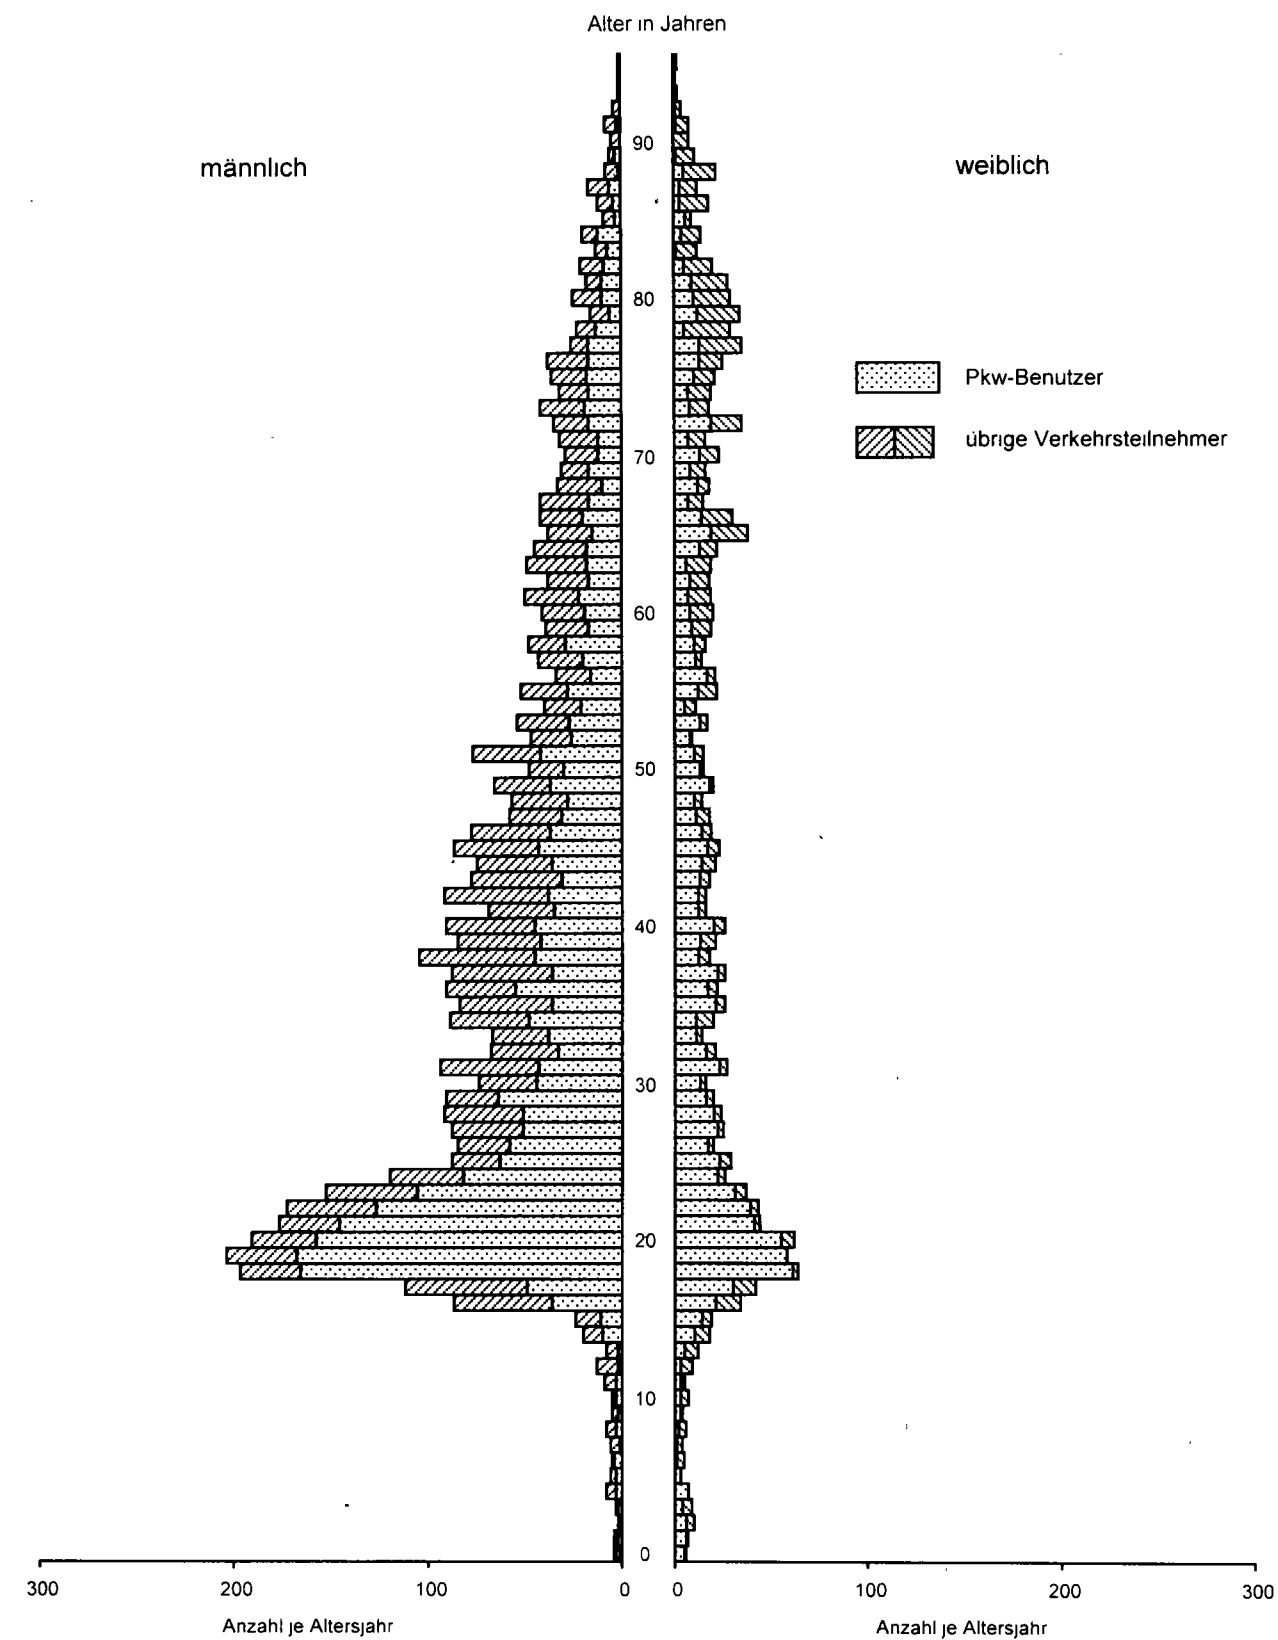 Alter in Jahren
männlich
weiblich
90
80
Pkw-Benutzer
übrige Verkehrsteilnehmer
70
60
50
40
30
20
10
0
300 200 100 0 0 100 200 300
Anzahl je Altersjahr
Anzahl je Altersjahr